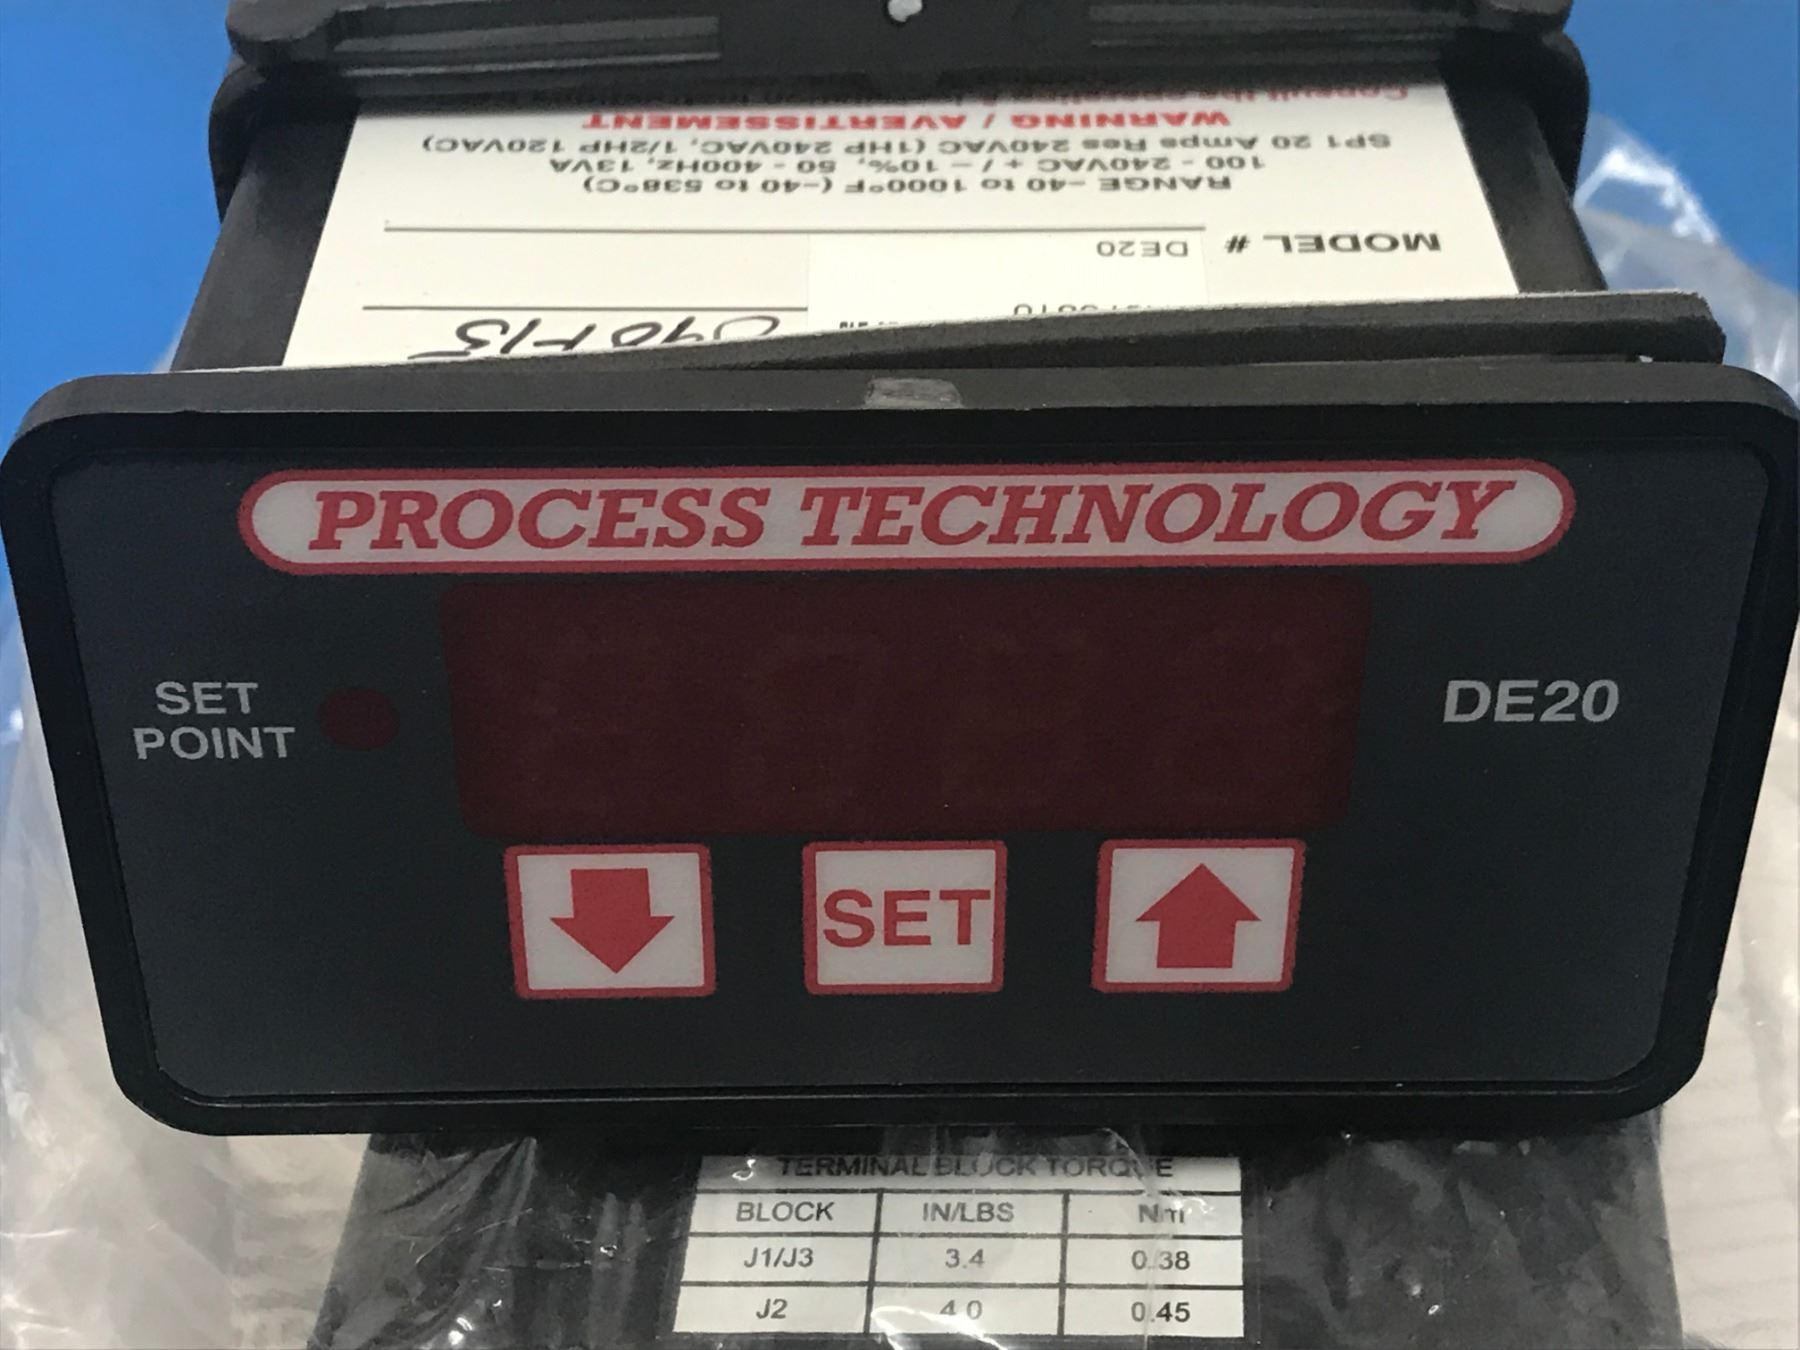 Consult the
WARNING / AVERTISSEMENT
SP1 20 Amps Res 240VAC (1HP 240VAC, 1/2HP 120VAC)
100 - 240VAC + / - 10%, 50 - 400Hz, 13VA
RANGE -40 to 1000°F (-40 to 538°C)
MODEL # DE20
PROCESS TECHNOLOGY
SET
POINT
DE20
SET
TERMINAL BLOCK TORQUE
BLOCK IN/LBS Nm
J1/J3 3.4 0.38
J2 4.0 0.45